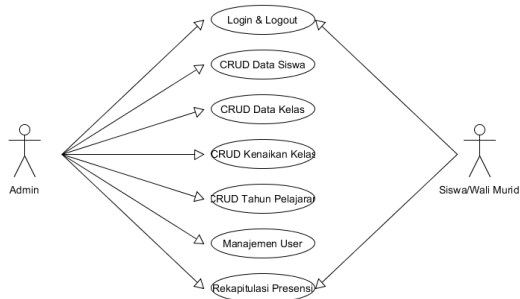 Login & Logout
CRUD Data Siswa
CRUD Data Kelas
CRUD Kenaikan Kelas
CRUD Tahun Pelajaran
Manajemen User
Rekapitulasi Presensi
Admin
Siswa/Wali Murid